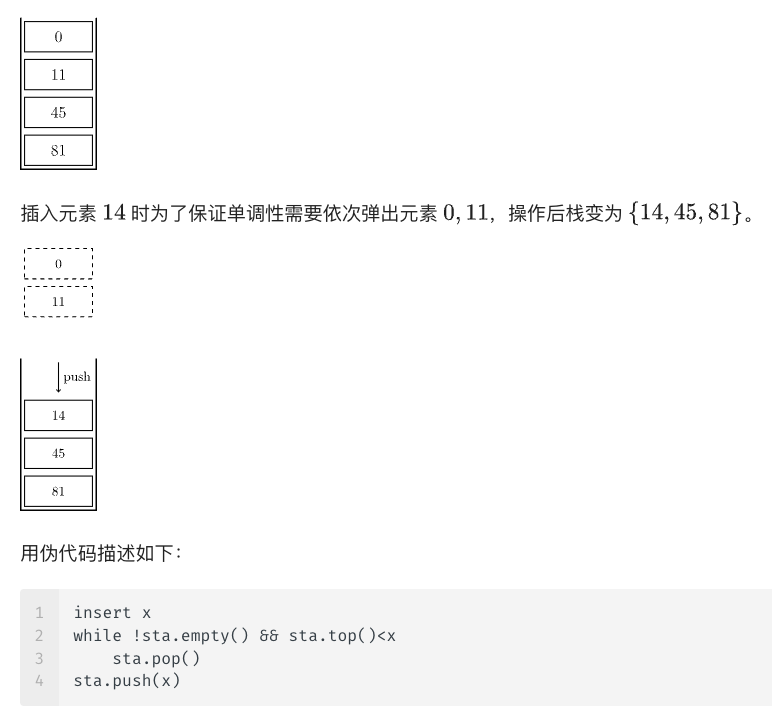 0
11
45
81
插入元素 14 时为了保证单调性需要依次弹出元素 0, 11，操作后栈变为 {14, 45, 81}。
0
11
push
14
45
81
用伪代码描述如下：
1 insert x
2 while !sta.empty() && sta.top()<x
3     sta.pop()
4 sta.push(x)